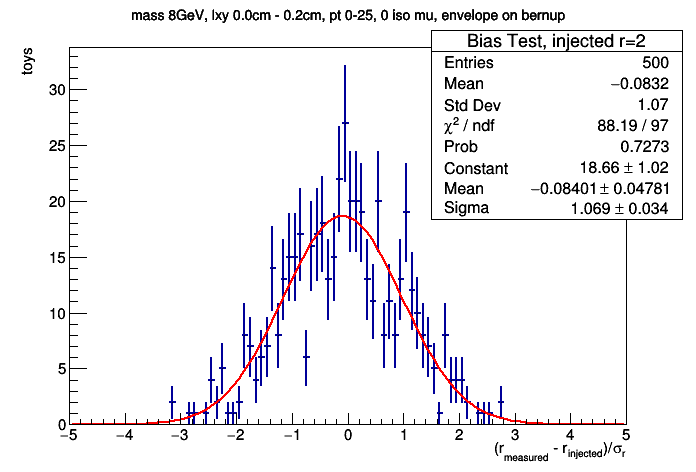 mass 8GeV, lxy 0.0cm - 0.2cm, pt 0-25, 0 iso mu, envelope on bernup
Bias Test, injected r=2
Entries 500
Mean −0.0832
Std Dev 1.07
χ² / ndf 88.19 / 97
Prob 0.7273
Constant 18.66 ± 1.02
Mean −0.08401 ± 0.04781
Sigma 1.069 ± 0.034
toys
30
25
20
15
10
5
0
−5 −4 −3 −2 −1 0 1 2 3 4 5
(r_measured - r_injected)/σ_r